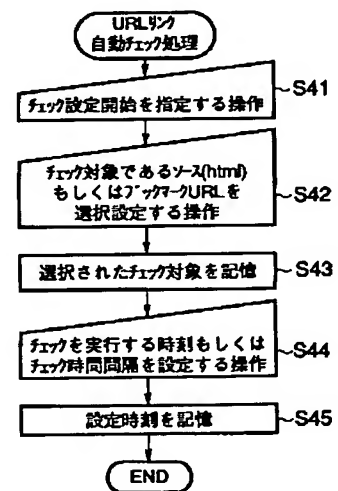 URLリンク
自動チェック処理
チェック設定開始を指定する操作
S41
チェック対象であるソース(html)
もしくはブックマークURLを
選択設定する操作
S42
選択されたチェック対象を記憶
S43
チェックを実行する時刻もしくは
チェック時間間隔を設定する操作
S44
設定時刻を記憶
S45
END